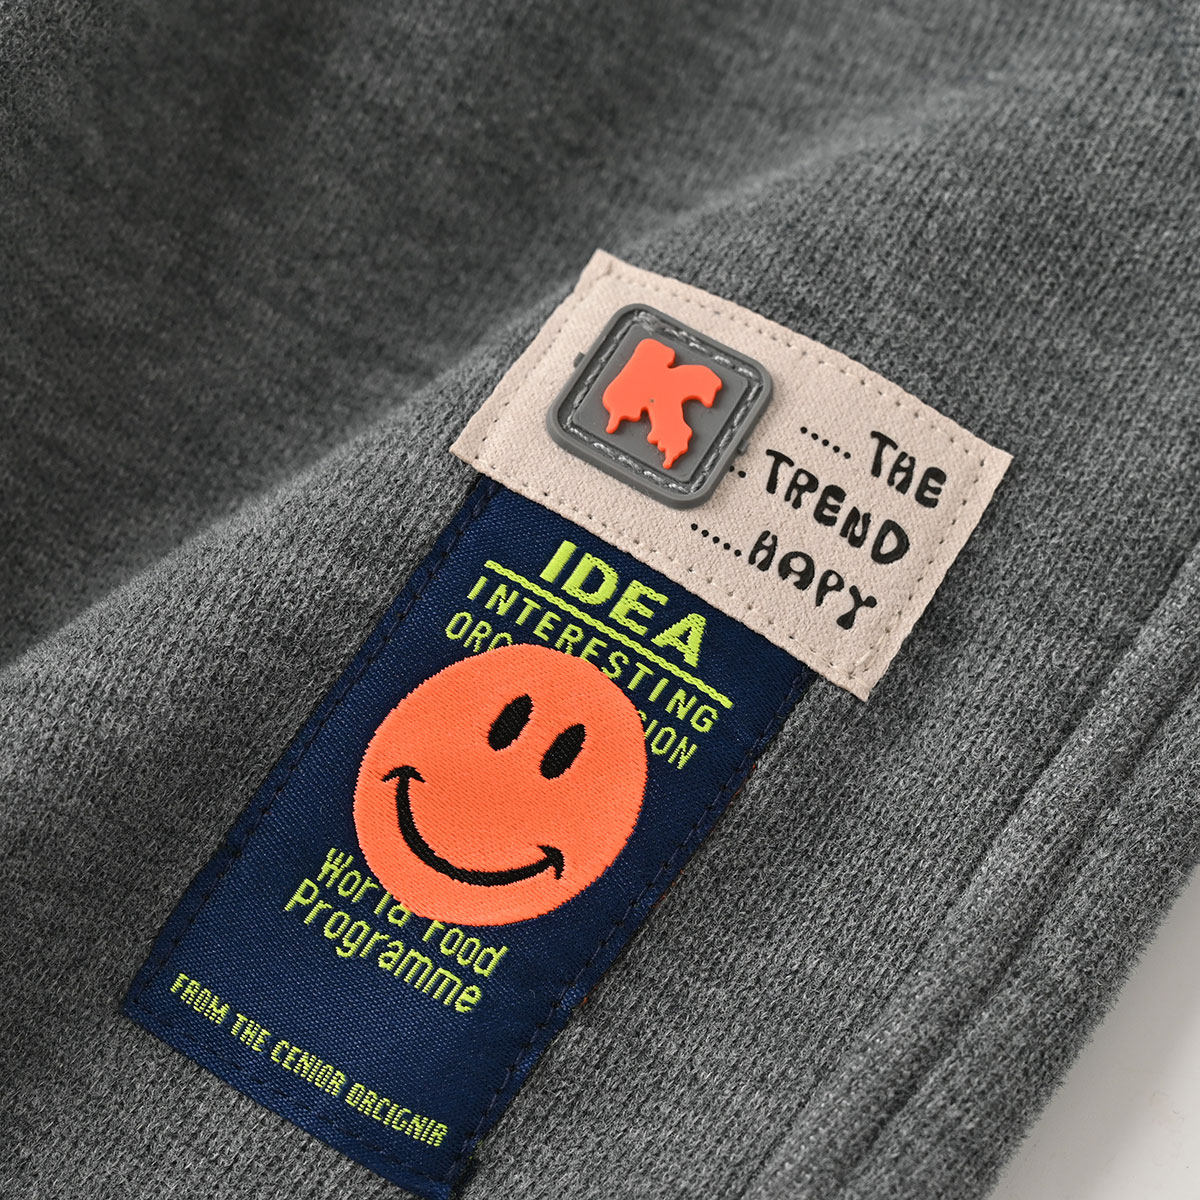 K
..... THE
.. TREND
..... HAPY
IDEA
INTERESTING
World Food
Programme
FROM THE CENIOR ORCIGNIR